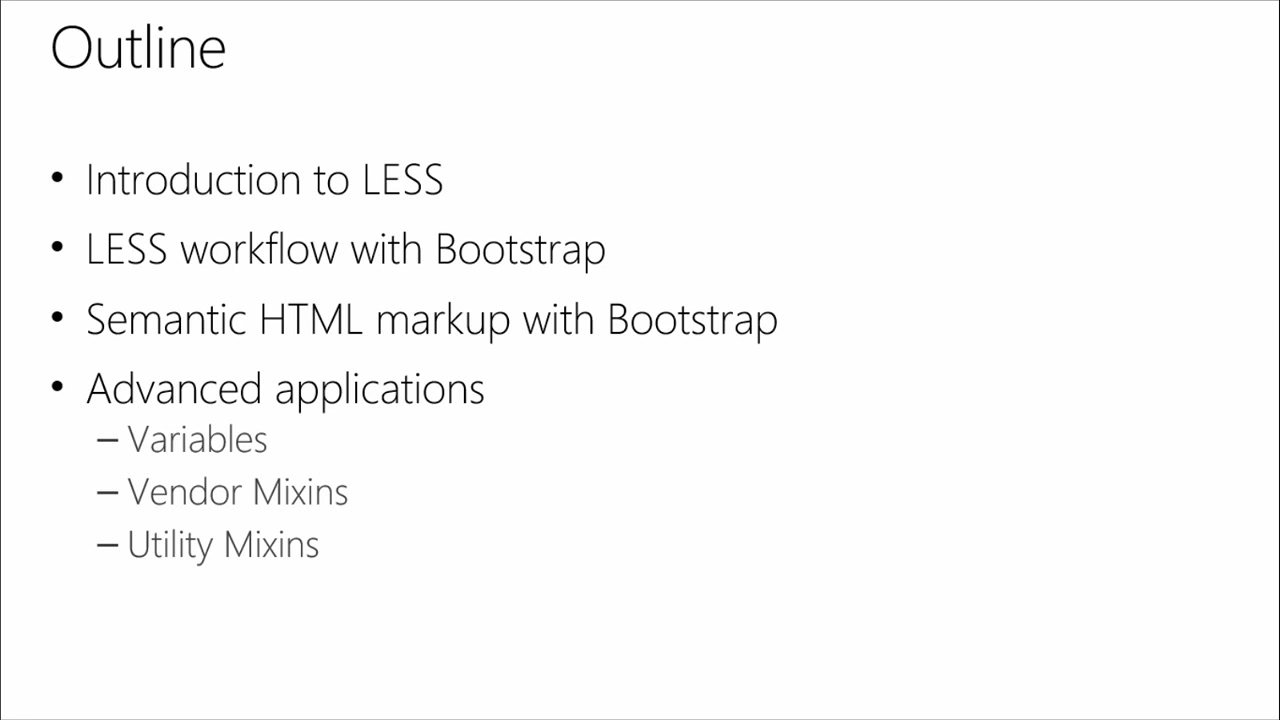 Outline
• Introduction to LESS
• LESS workflow with Bootstrap
• Semantic HTML markup with Bootstrap
• Advanced applications
– Variables
– Vendor Mixins
– Utility Mixins